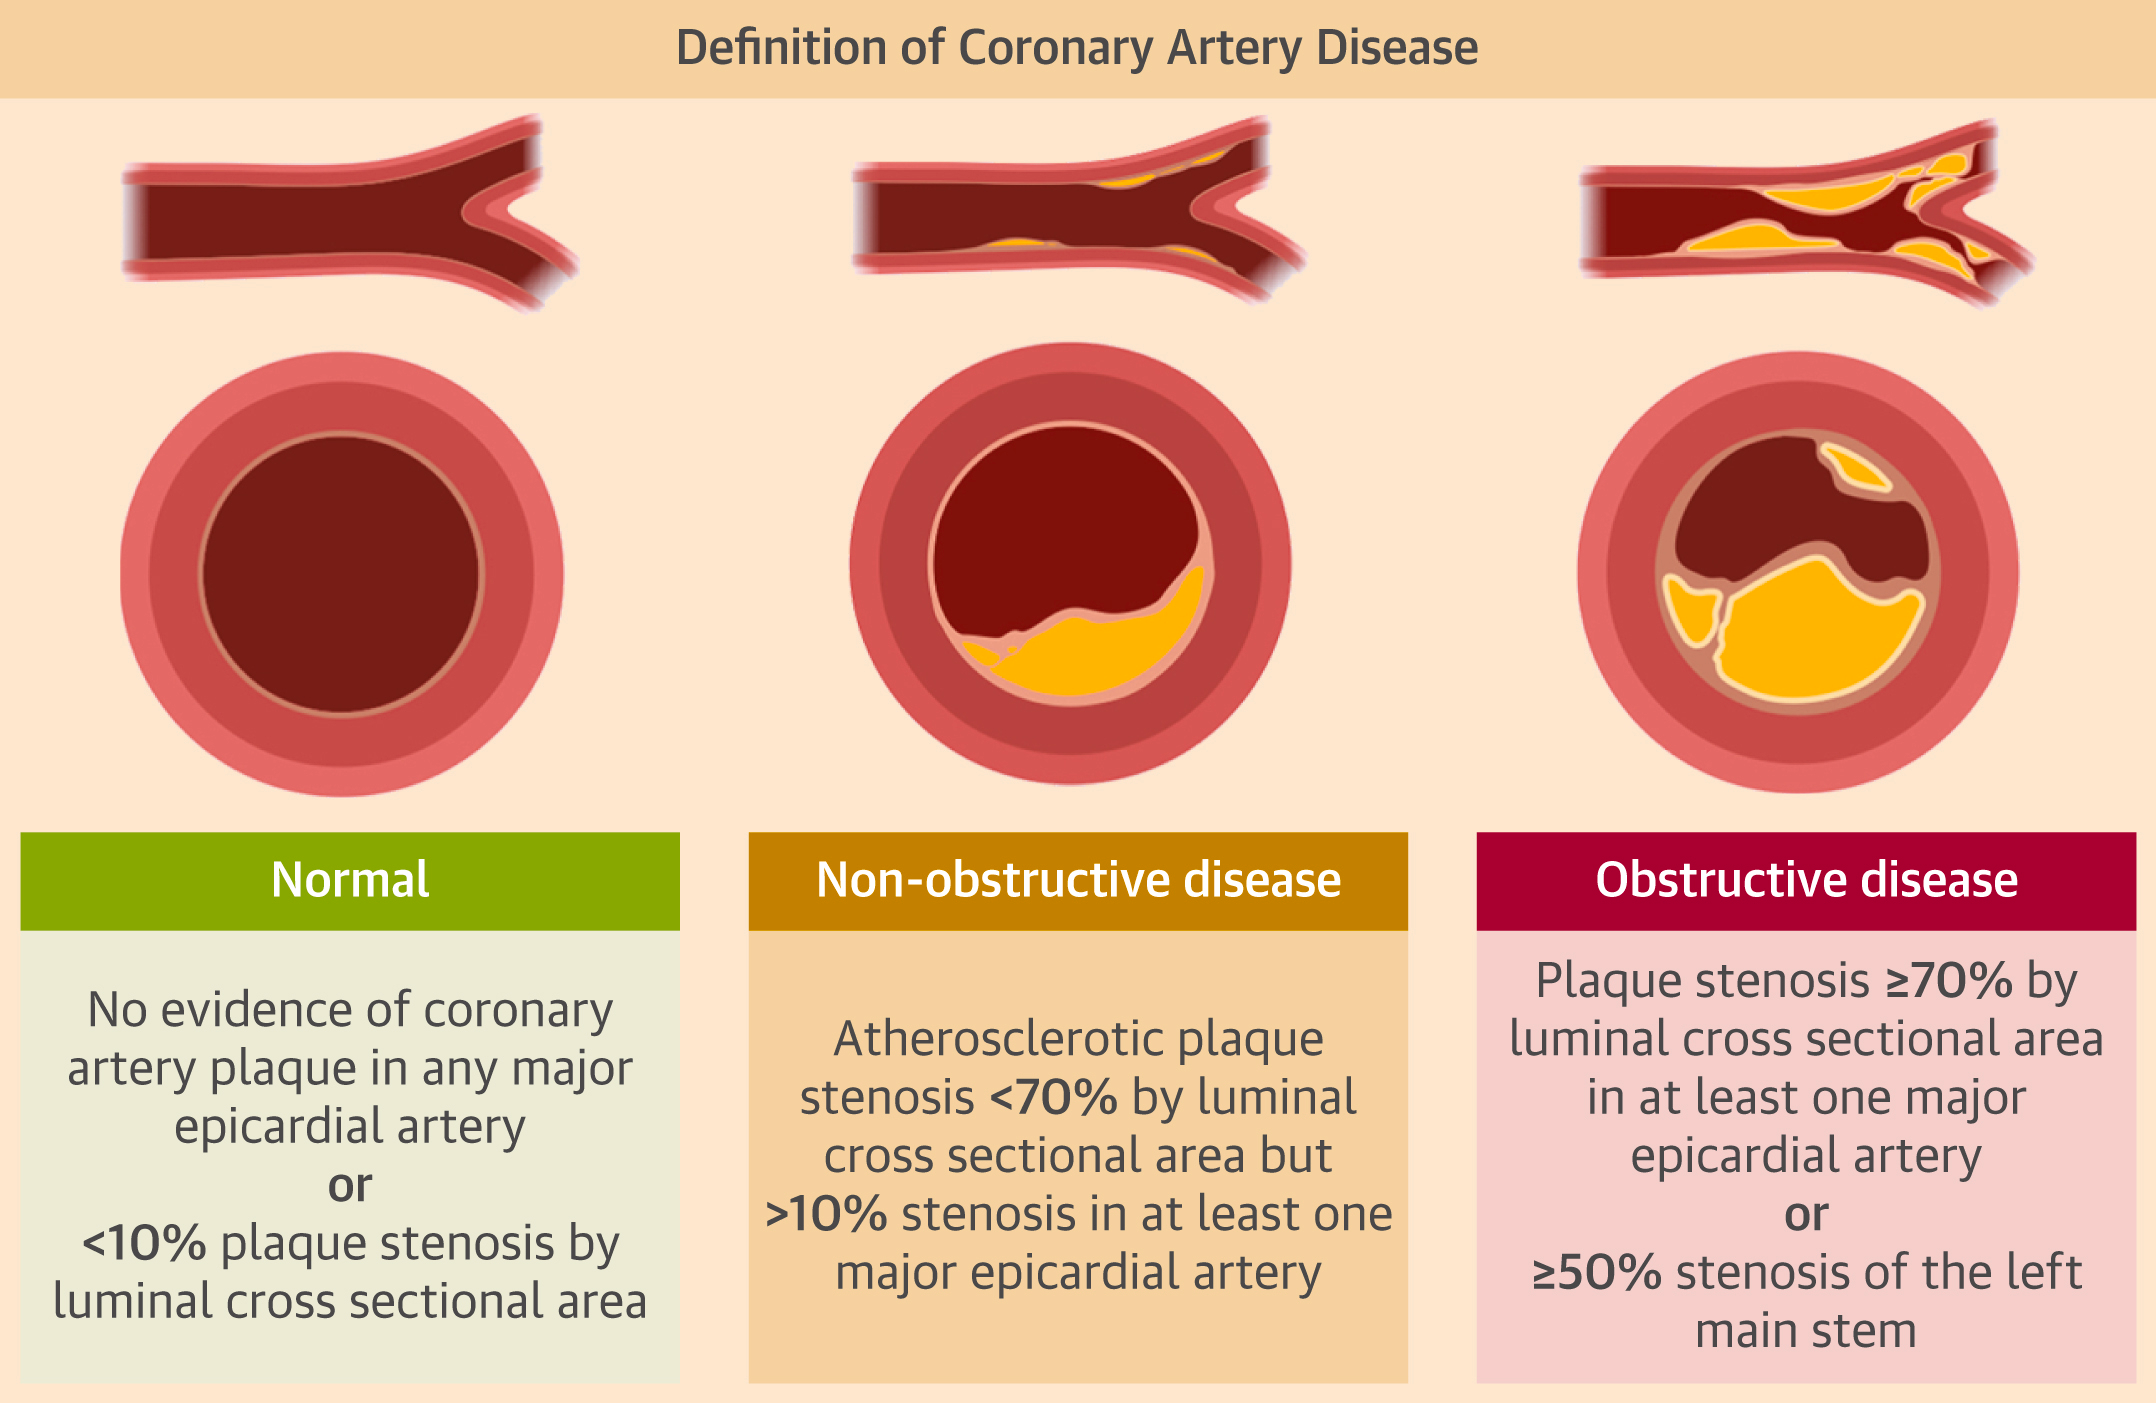 Definition of Coronary Artery Disease
Normal
No evidence of coronary
artery plaque in any major
epicardial artery
or
<10% plaque stenosis by
luminal cross sectional area
Non-obstructive disease
Atherosclerotic plaque
stenosis <70% by luminal
cross sectional area but
>10% stenosis in at least one
major epicardial artery
Obstructive disease
Plaque stenosis ≥70% by
luminal cross sectional area
in at least one major
epicardial artery
or
≥50% stenosis of the left
main stem